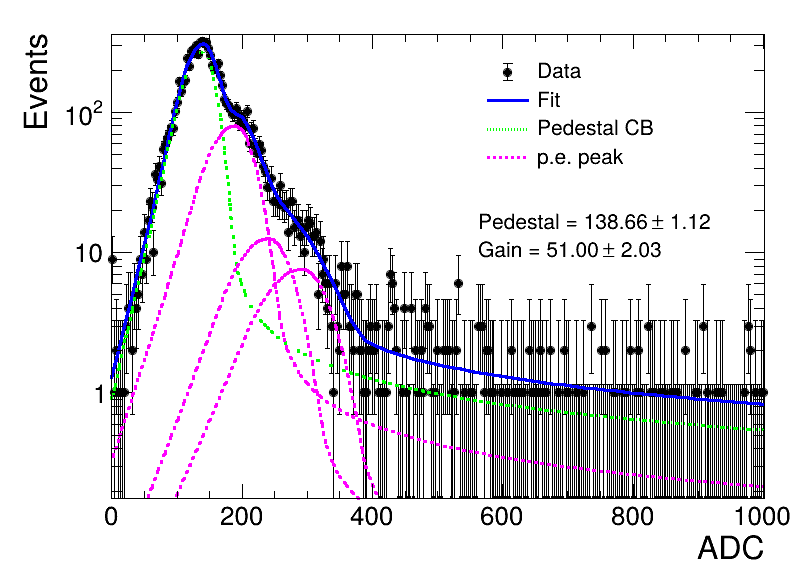 Events
10²
10
1
Data
Fit
Pedestal CB
p.e. peak
Pedestal = 138.66 ± 1.12
Gain = 51.00 ± 2.03
0 200 400 600 800 1000
ADC